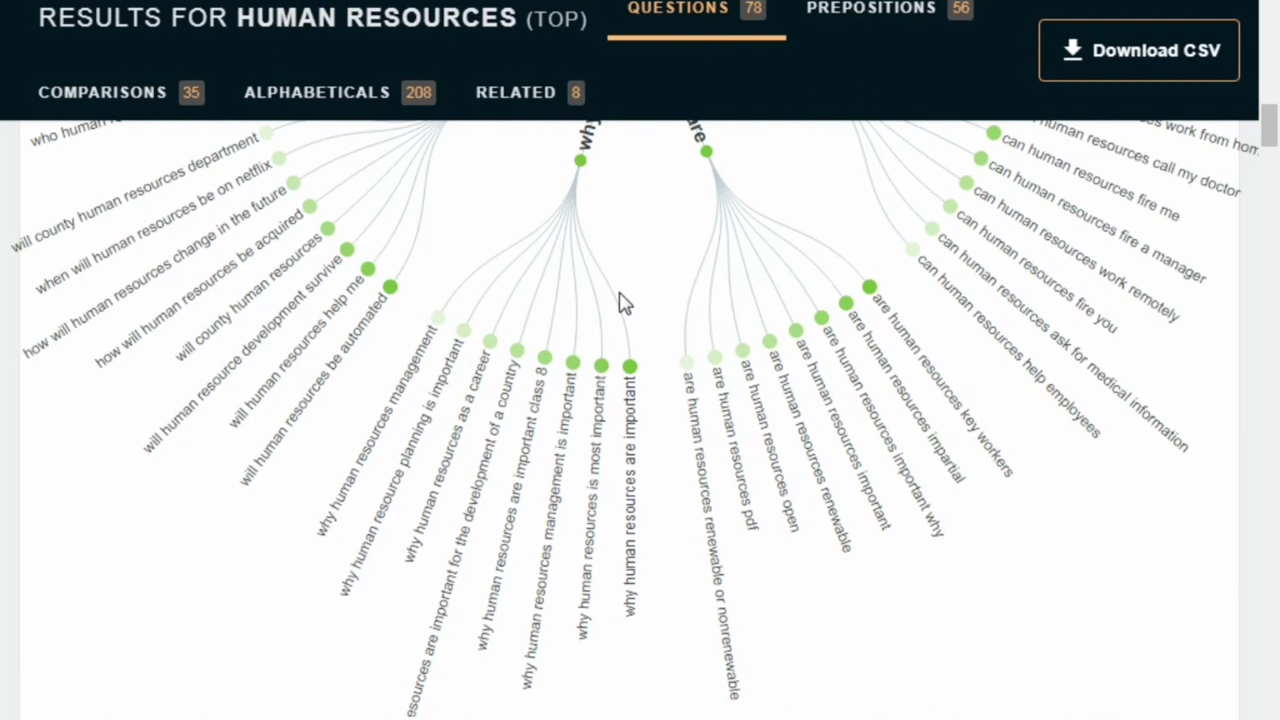 RESULTS FOR HUMAN RESOURCES (TOP)
QUESTIONS 78
PREPOSITIONS 56
Download CSV
COMPARISONS 35
ALPHABETICALS 208
RELATED 8
who human
will county human resources department
when will human resources be on netflix
how will human resources change in the future
how will human resources be acquired
will county human resources
will human resource development survive
will human resources help me
will human resources be automated
why
why human resources management
why human resource planning is important
why human resources as a career
esources are important for the development of a country
why human resources are important class 8
why human resources management is important
why human resources is most important
why human resources are important
are
are human resources renewable or nonrenewable
are human resources pdf
are human resources open
are human resources renewable
are human resources important
are human resources important why
are human resources impartial
are human resources key workers
can human resources help employees
can human resources ask for medical information
can human resources fire you
can human resources work remotely
can human resources fire a manager
can human resources fire me
human resources call my doctor
work from hom